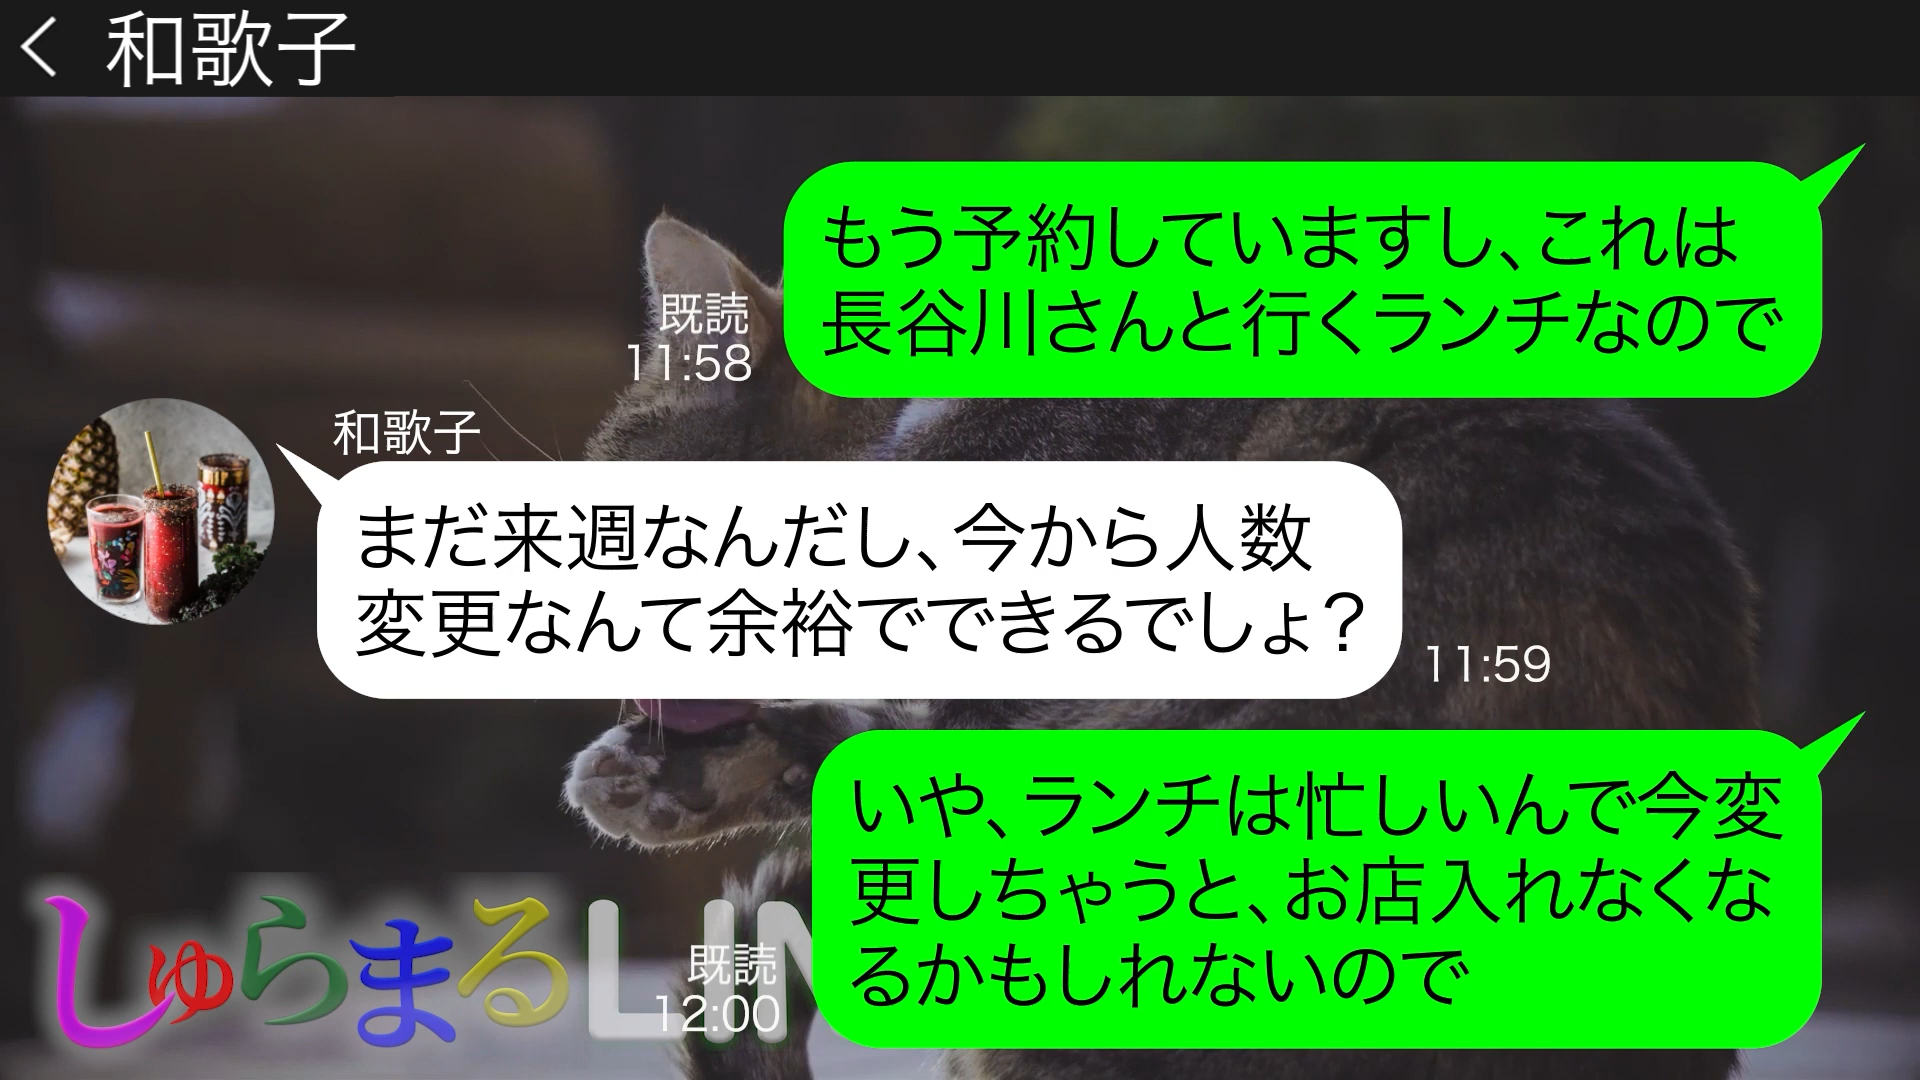 和歌子
もう予約していますし、これは
長谷川さんと行くランチなので
既読
11:58
和歌子
まだ来週なんだし、今から人数
変更なんて余裕でできるでしょ?
11:59
いや、ランチは忙しいんで今変
更しちゃうと、お店入れなくな
るかもしれないので
既読
12:00
しゅらまるLIN